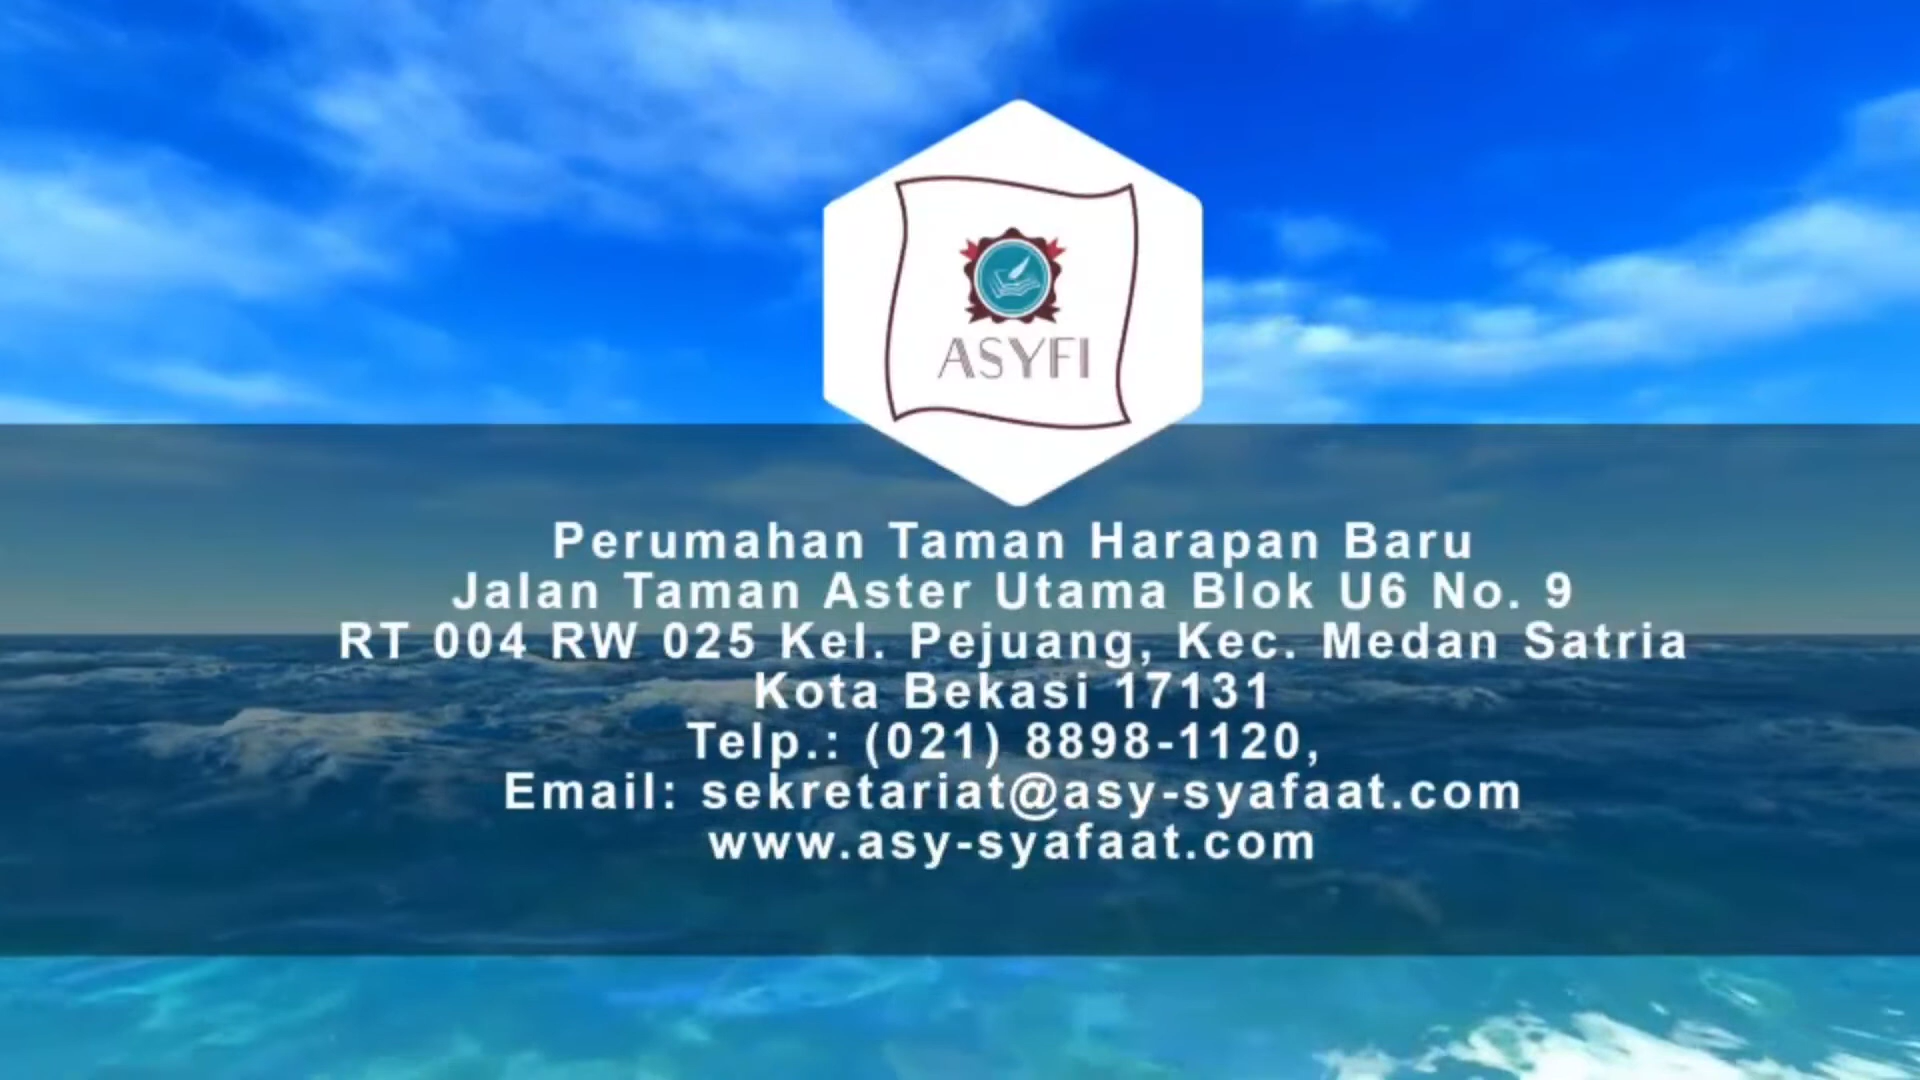 ASYFI
Perumahan Taman Harapan Baru
Jalan Taman Aster Utama Blok U6 No. 9
RT 004 RW 025 Kel. Pejuang, Kec. Medan Satria
Kota Bekasi 17131
Telp.: (021) 8898-1120,
Email: sekretariat@asy-syafaat.com
www.asy-syafaat.com